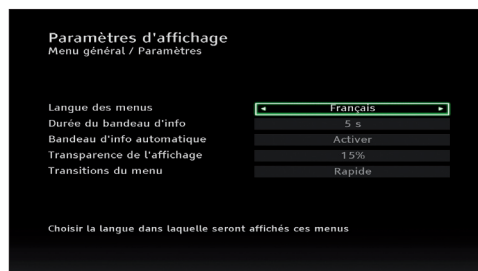 Paramètres d'affichage
Menu général / Paramètres
Langue des menus Français
Durée du bandeau d'info 5 s
Bandeau d'info automatique Activer
Transparence de l'affichage 15%
Transitions du menu Rapide
Choisir la langue dans laquelle seront affichés ces menus